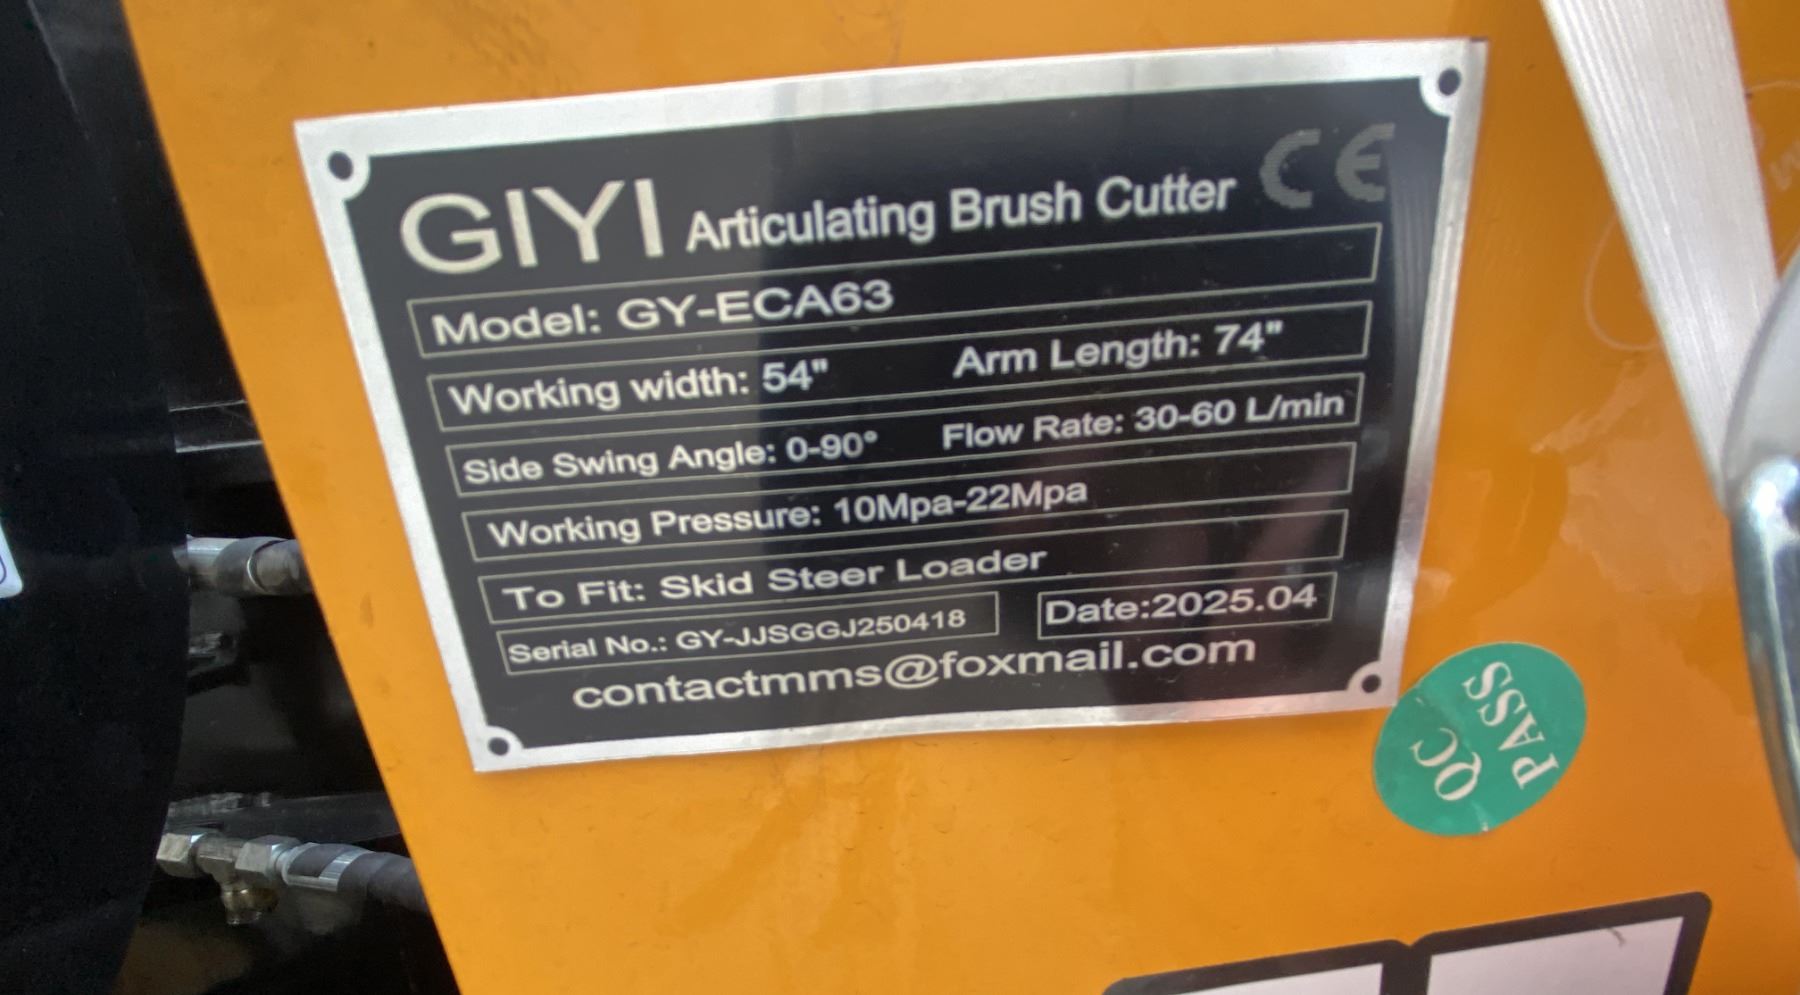 GIYI Articulating Brush Cutter CE
Model: GY-ECA63
Working width: 54" Arm Length: 74"
Side Swing Angle: 0-90° Flow Rate: 30-60 L/min
Working Pressure: 10Mpa-22Mpa
To Fit: Skid Steer Loader
Serial No.: GY-JJSGGJ250418 Date:2025.04
contactmms@foxmail.com
QC
PASS